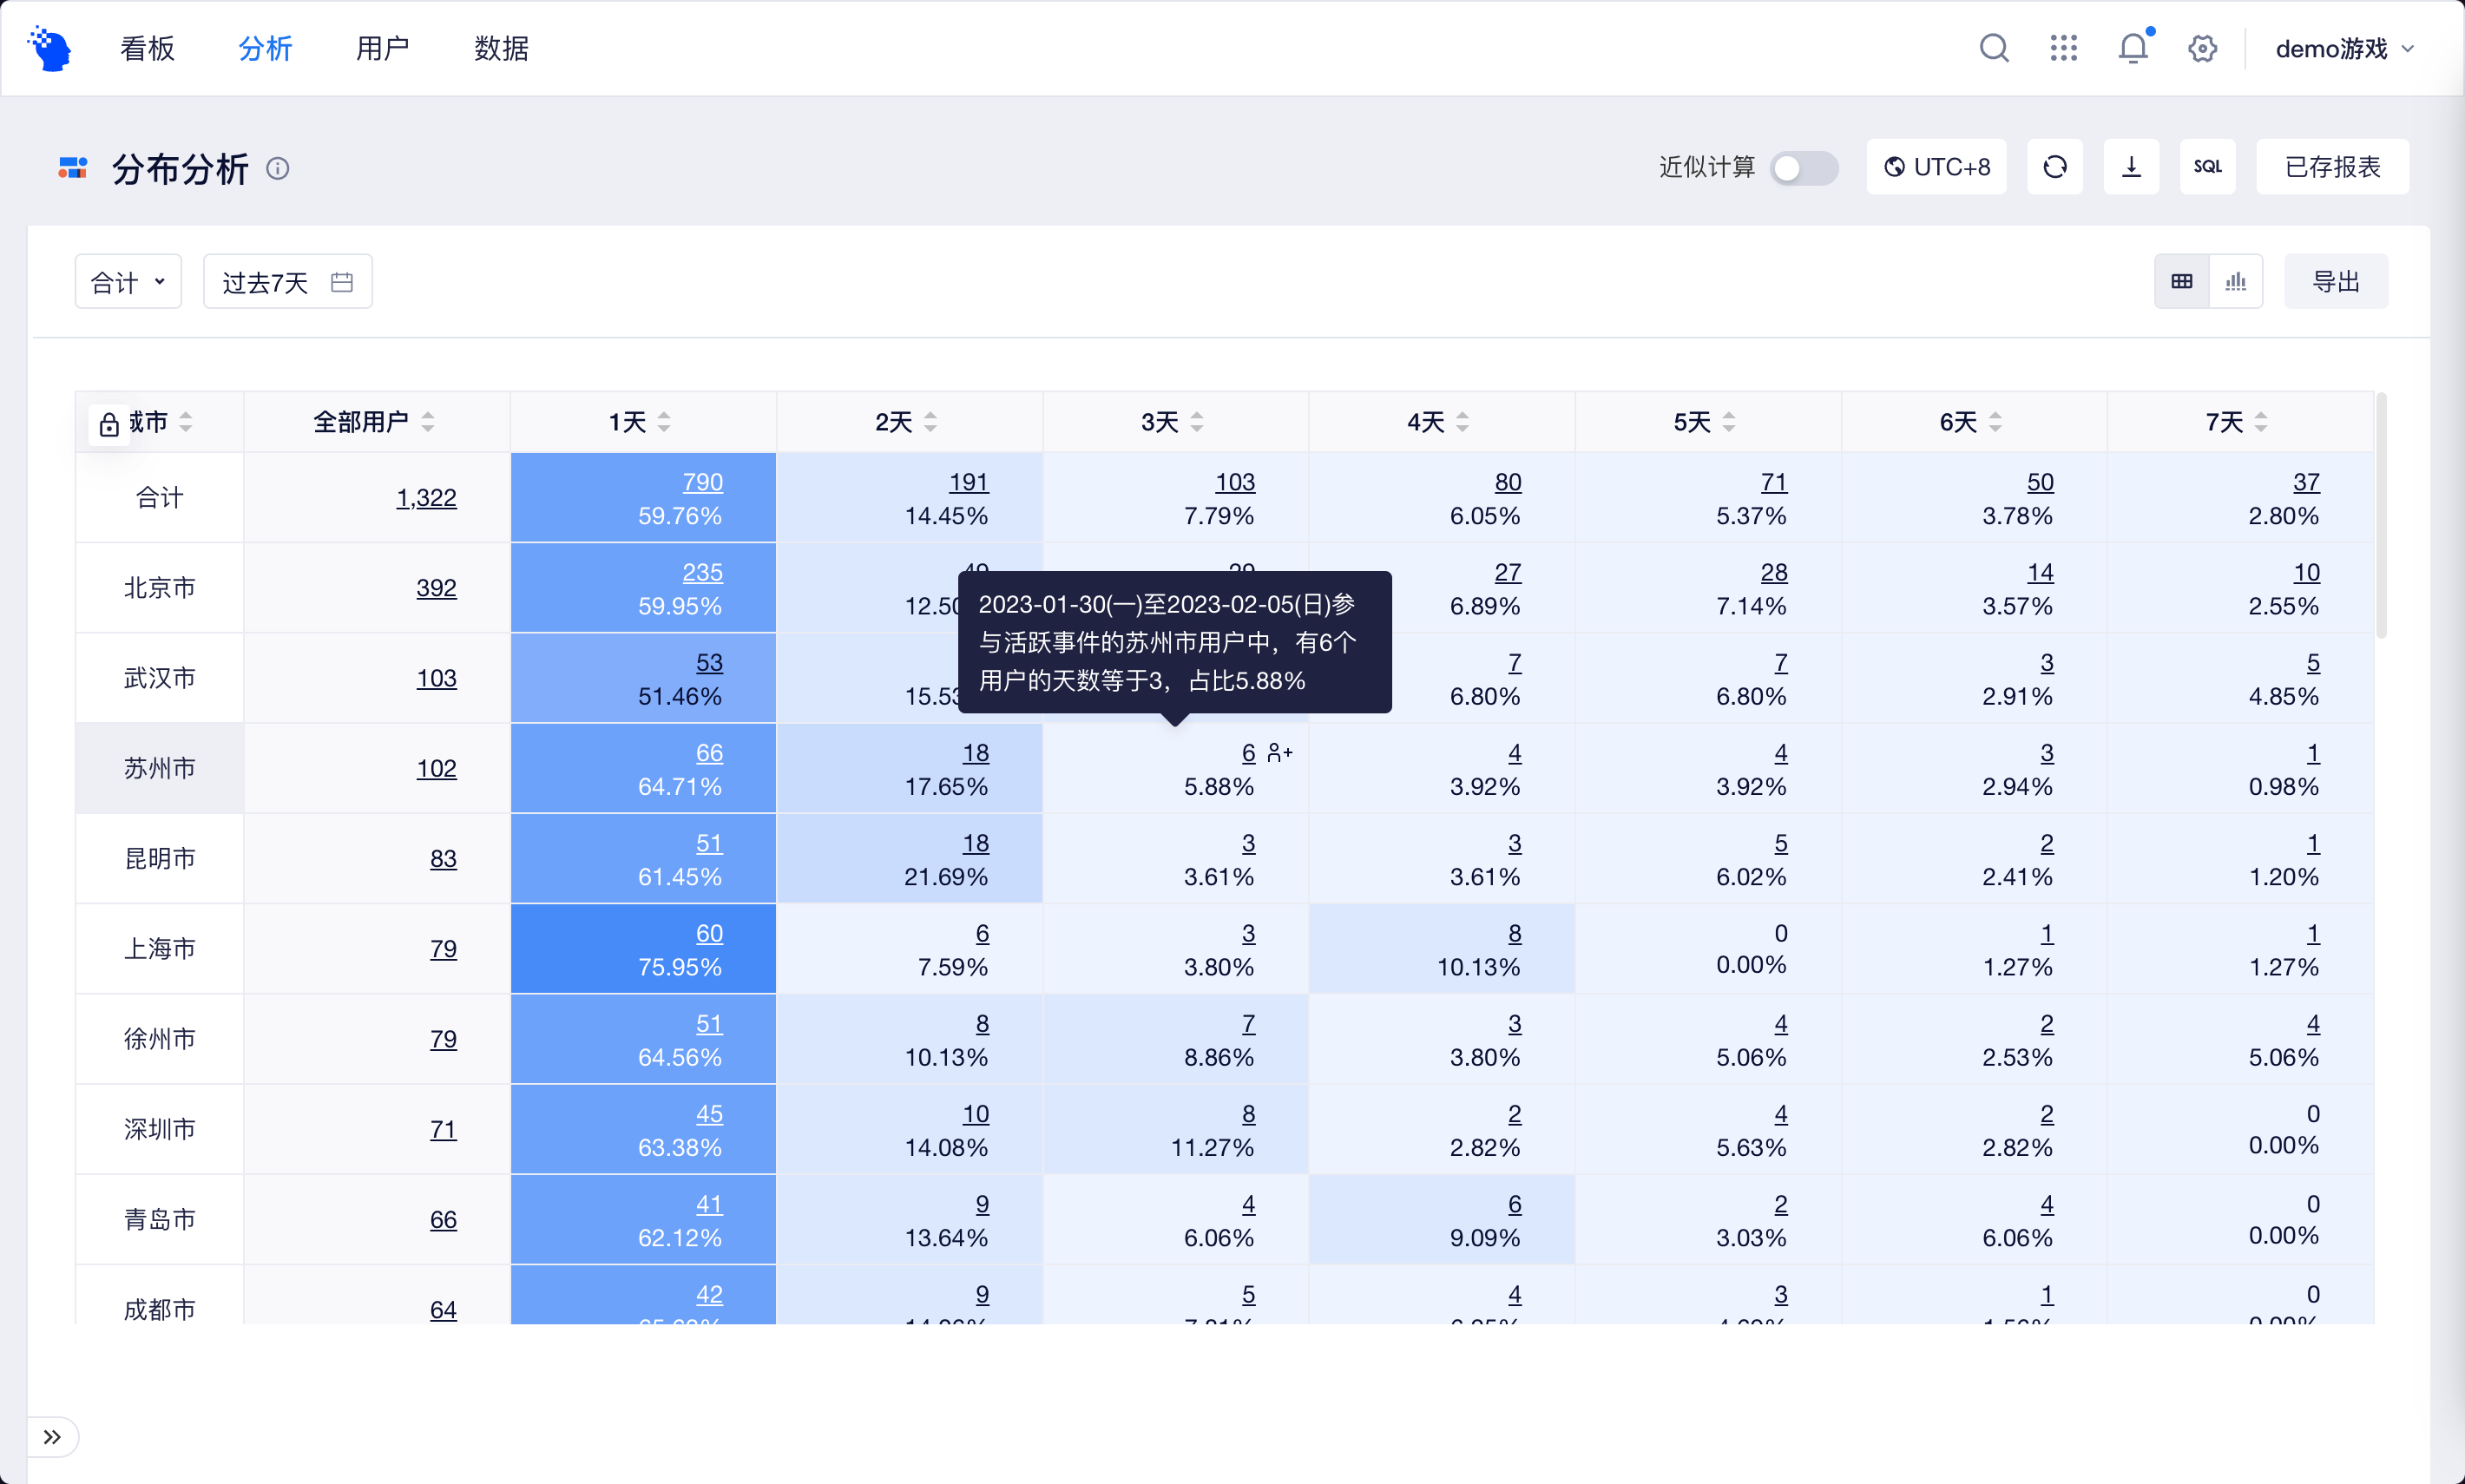 看板 分析 用户 数据 demo游戏
分布分析 近似计算 UTC+8 SQL 已存报表
合计 过去7天 导出
城市 全部用户 1天 2天 3天 4天 5天 6天 7天
合计 1,322 790 191 103 80 71 50 37
59.76% 14.45% 7.79% 6.05% 5.37% 3.78% 2.80%
北京市 392 235 49 29 27 28 14 10
59.95% 12.50 6.89% 7.14% 3.57% 2.55%
2023-01-30(一)至2023-02-05(日)参
与活跃事件的苏州市用户中，有6个
用户的天数等于3，占比5.88%
武汉市 103 53 7 7 3 5
51.46% 15.53 6.80% 6.80% 2.91% 4.85%
苏州市 102 66 18 6 4 4 3 1
64.71% 17.65% 5.88% 3.92% 3.92% 2.94% 0.98%
昆明市 83 51 18 3 3 5 2 1
61.45% 21.69% 3.61% 3.61% 6.02% 2.41% 1.20%
上海市 79 60 6 3 8 0 1 1
75.95% 7.59% 3.80% 10.13% 0.00% 1.27% 1.27%
徐州市 79 51 8 7 3 4 2 4
64.56% 10.13% 8.86% 3.80% 5.06% 2.53% 5.06%
深圳市 71 45 10 8 2 4 2 0
63.38% 14.08% 11.27% 2.82% 5.63% 2.82% 0.00%
青岛市 66 41 9 4 6 2 4 0
62.12% 13.64% 6.06% 9.09% 3.03% 6.06% 0.00%
成都市 64 42 9 5 4 3 1 0